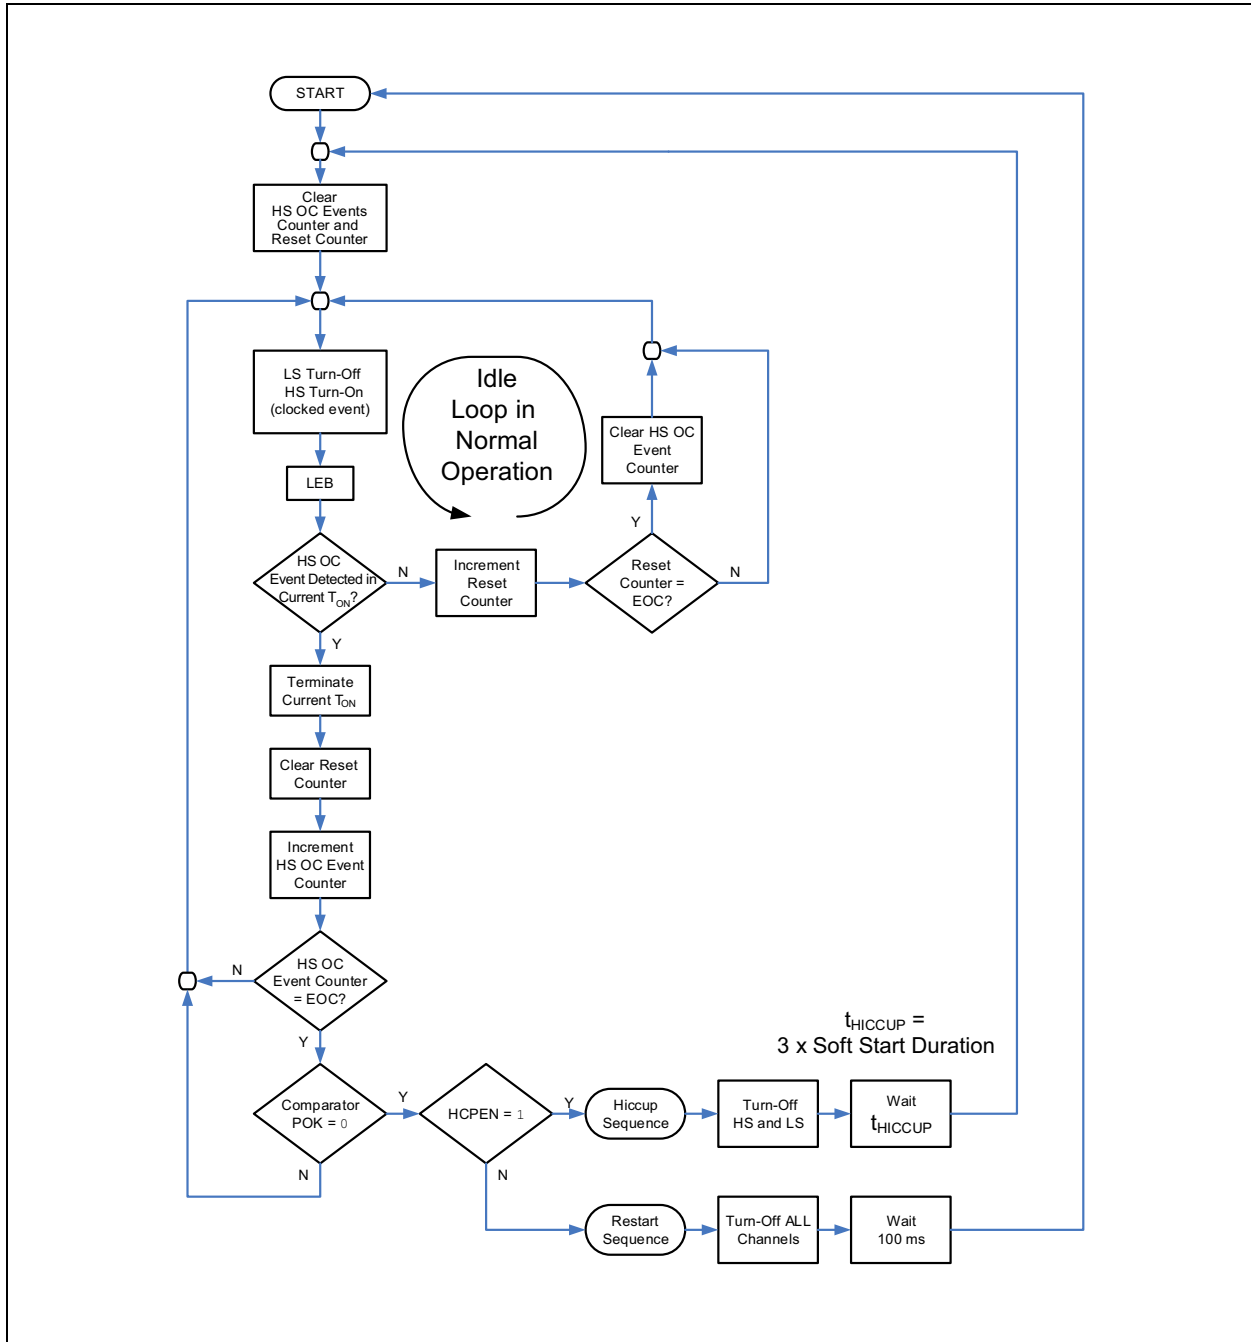 START
Clear
HS OC Events
Counter and
Reset Counter
LS Turn-Off
HS Turn-On
(clocked event)
Idle
Loop in
Normal
Operation
Clear HS OC
Event
Counter
LEB
Y
HS OC
Event Detected in
Current TON?
N
Increment
Reset
Counter
Reset
Counter =
EOC?
N
Y
Terminate
Current TON
Clear Reset
Counter
Increment
HS OC Event
Counter
HS OC
Event Counter
= EOC?
N
Y
tHICCUP =
3 x Soft Start Duration
Comparator
POK = 0
Y
N
HCPEN = 1
Y
N
Hiccup
Sequence
Turn-Off
HS and LS
Wait
tHICCUP
Restart
Sequence
Turn-Off ALL
Channels
Wait
100 ms